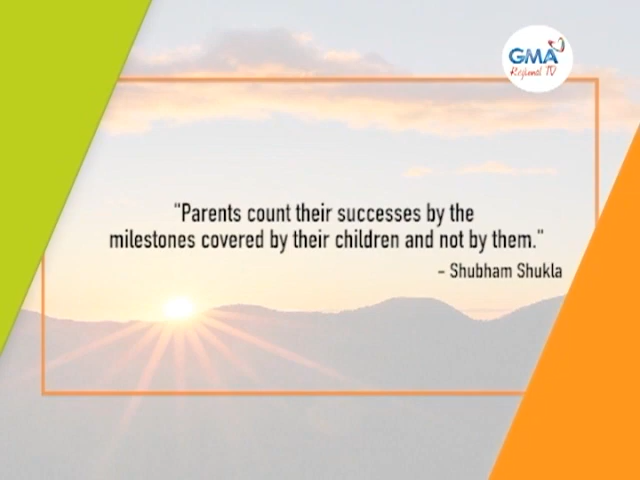 GMA
Regional TV
"Parents count their successes by the
milestones covered by their children and not by them."
– Shubham Shukla